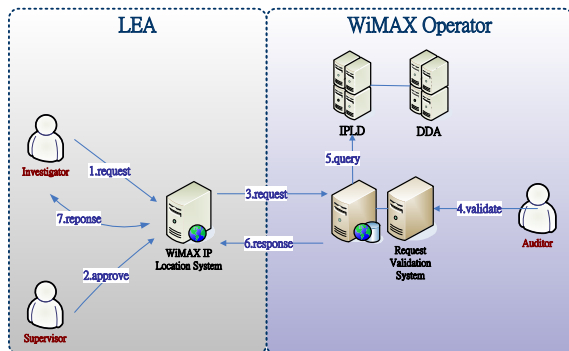 LEA
WiMAX Operator
IPLD
DDA
Investigator
1.request
5.query
3.request
4.validate
7.reponse
6.response
WiMAX IP
Location System
Request
Validation
System
Auditor
2.approve
Supervisor